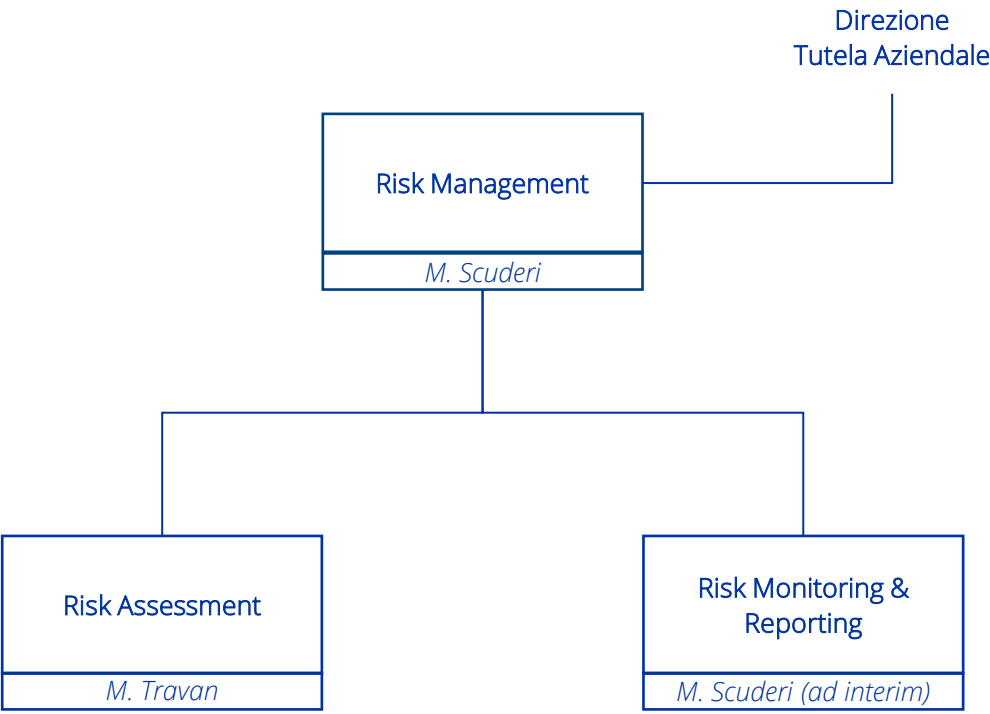 Direzione
Tutela Aziendale
Risk Management
M. Scuderi
Risk Assessment
M. Travan
Risk Monitoring &
Reporting
M. Scuderi (ad interim)